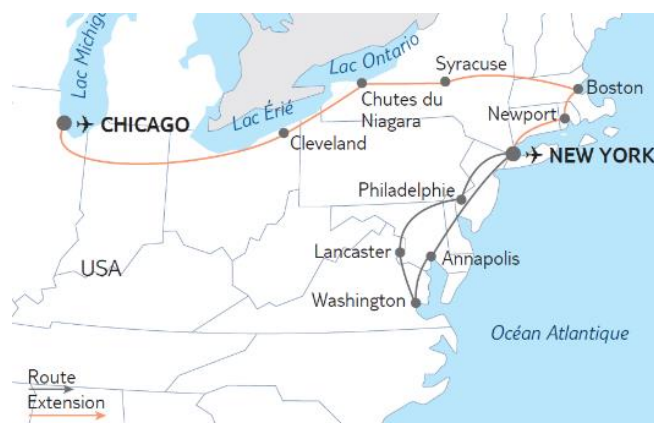 Lac Michigan
Lac Ontario
Syracuse
Boston
Lac Érié
Chutes du
Niagara
Newport
CHICAGO
Cleveland
NEW YORK
Philadelphie
Lancaster
Annapolis
USA
Washington
Océan Atlantique
Route
Extension